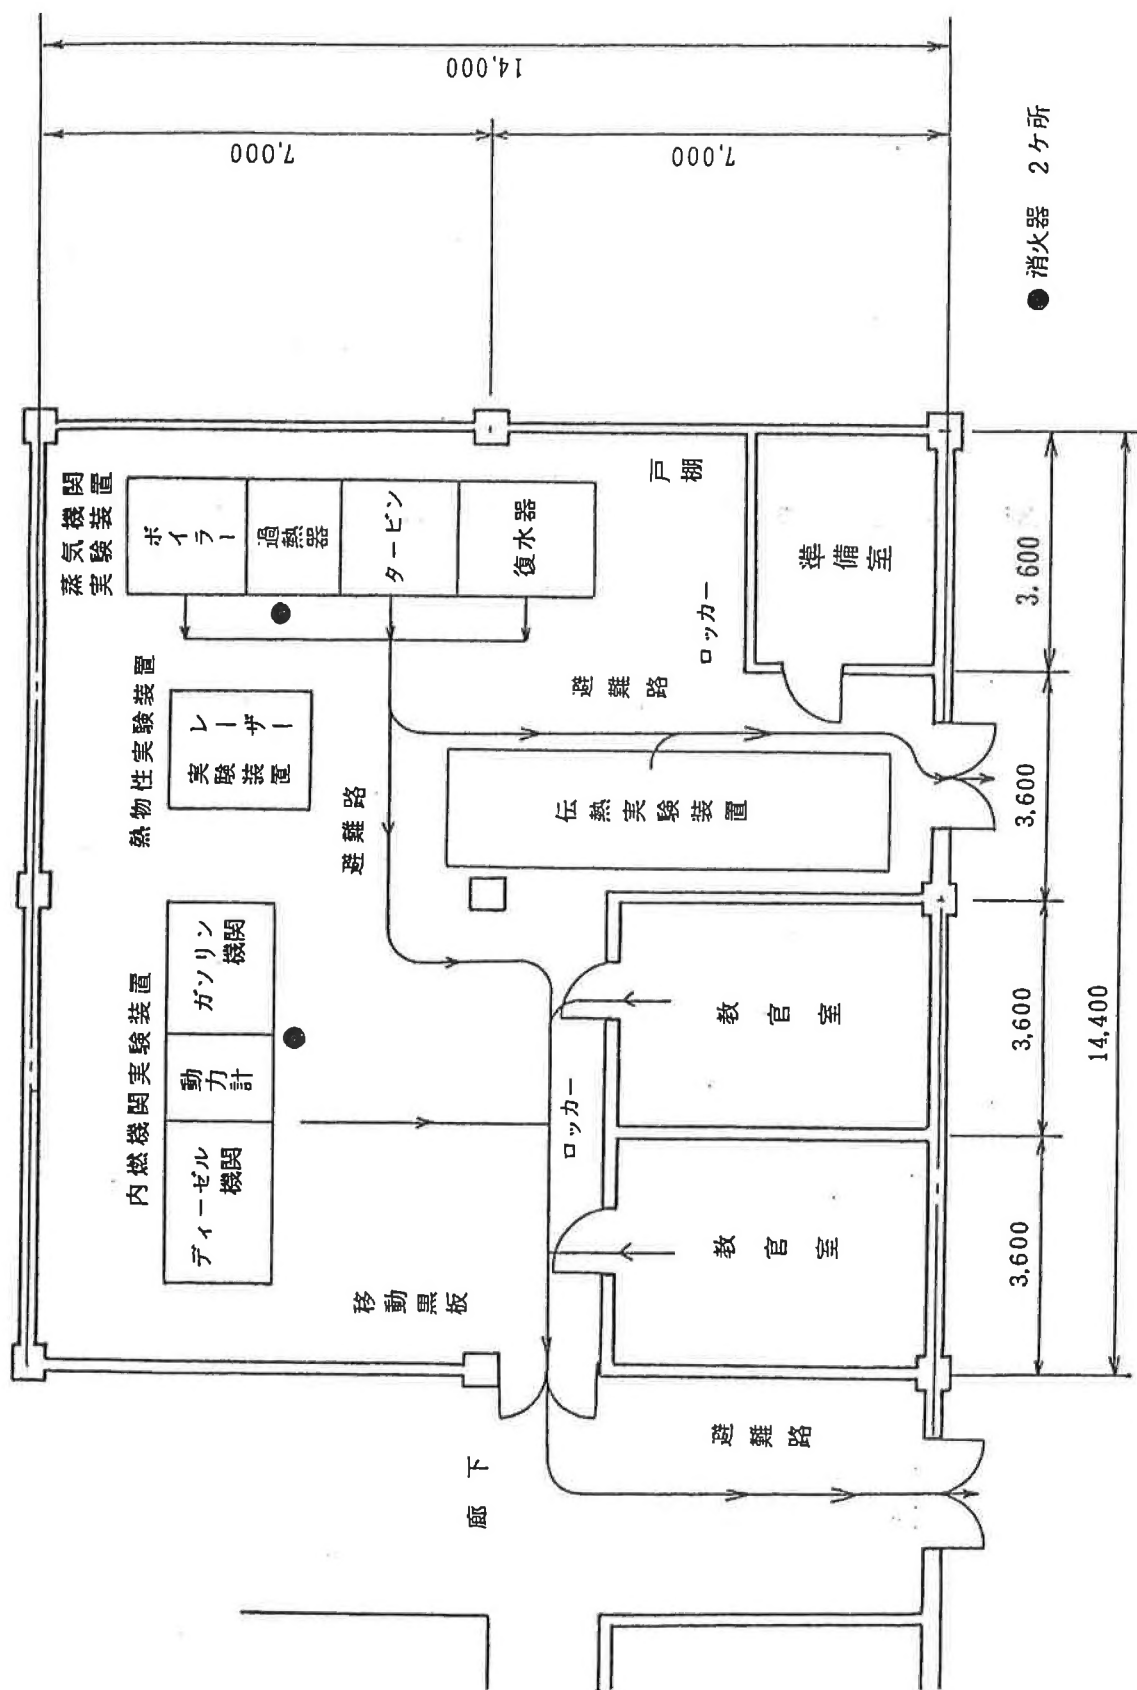 内燃機関実験装置
ディーゼル
機関
動力計
ガソリン
機関
熱物性実験装置
レーザー
実験装置
蒸気機関
実験装置
ボイラー
過熱器
タービン
復水器
移動黒板
避難路
避難路
戸棚
ロッカー
伝熱実験装置
ロッカー
廊下
避難路
教官室
教官室
準備室
3,600
3,600
3,600
3.600
14,400
7,000
7,000
14,000
●消火器 2ケ所